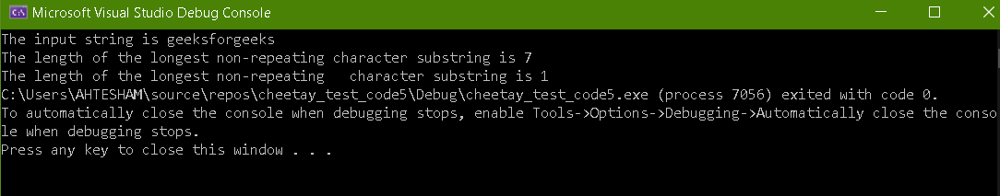 Microsoft Visual Studio Debug Console
The input string is geeksforgeeks
The length of the longest non-repeating character substring is 7
The length of the longest non-repeating   character substring is 1
C:\Users\AHTESHAM\source\repos\cheetay_test_code5\Debug\cheetay_test_code5.exe (process 7056) exited with code 0.
To automatically close the console when debugging stops, enable Tools->Options->Debugging->Automatically close the conso
le when debugging stops.
Press any key to close this window . . .